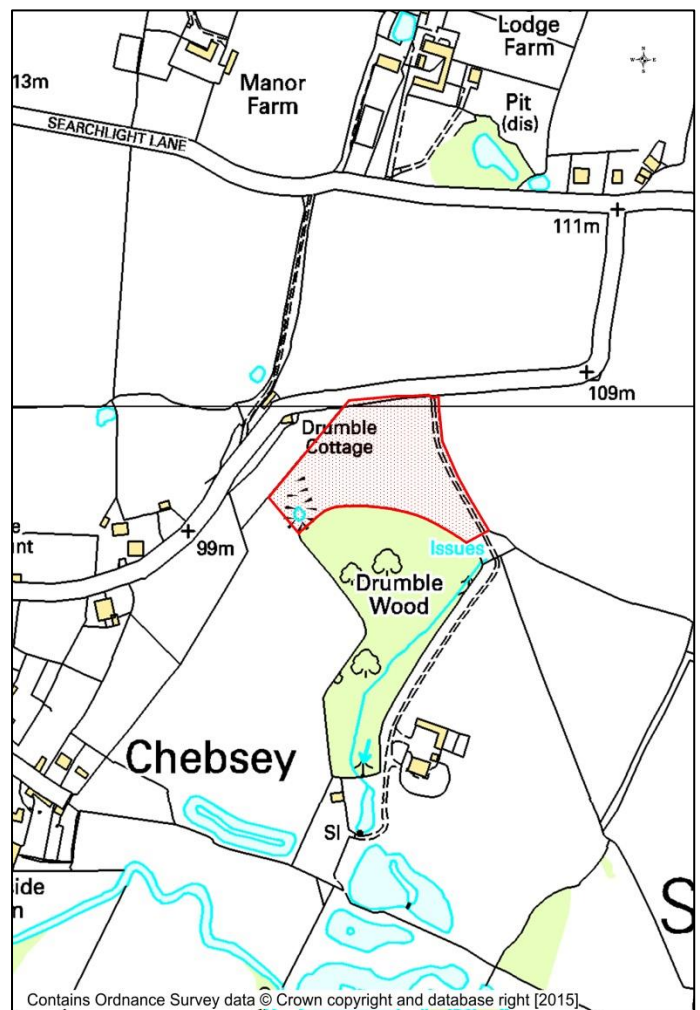 Lodge
Farm
13m
Manor
Farm
N
W
E
S
Pit
(dis)
SEARCHLIGHT LANE
111m
109m
Drumble
Cottage
99m
Issues
Drumble
Wood
Chebsey
Sl
S
Contains Ordnance Survey data © Crown copyright and database right [2015]